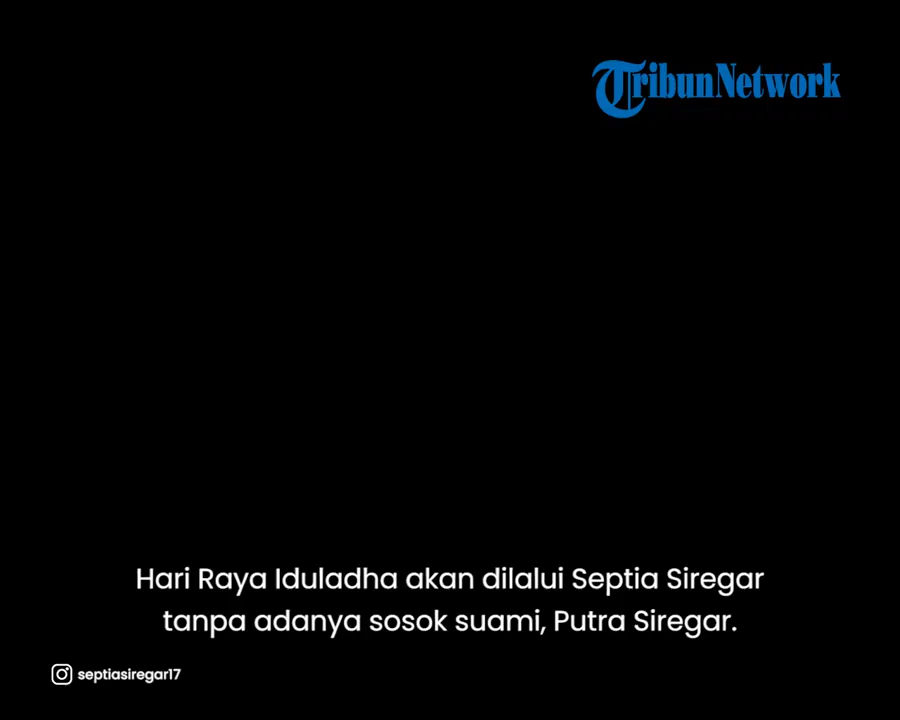 TribunNetwork
Hari Raya Iduladha akan dilalui Septia Siregar
tanpa adanya sosok suami, Putra Siregar.
septiasiregar17